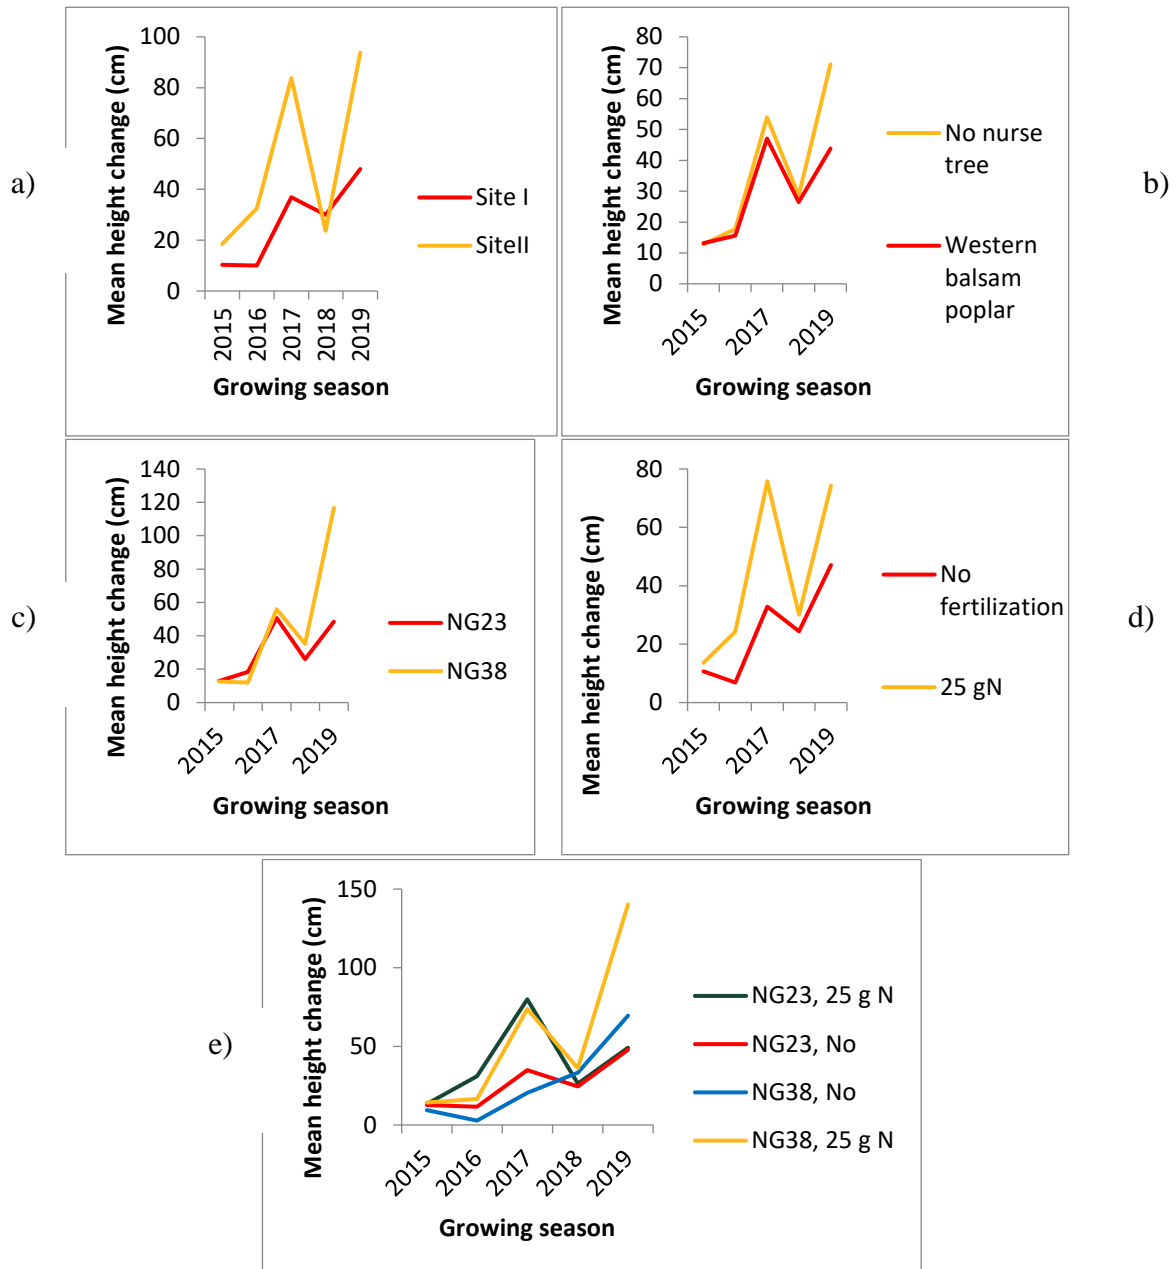 a)
Mean height change (cm)
100
80
60
40
20
0
2015
2016
2017
2018
2019
Growing season
Site I
SiteII
b)
Mean height change (cm)
80
70
60
50
40
30
20
10
0
2015
2017
2019
Growing season
No nurse
tree
Western
balsam
poplar
c)
Mean height change (cm)
140
120
100
80
60
40
20
0
2015
2017
2019
Growing season
NG23
NG38
d)
Mean height change (cm)
80
60
40
20
0
2015
2017
2019
Growing season
No
fertilization
25 gN
e)
Mean height change (cm)
150
100
50
0
2015
2016
2017
2018
2019
Growing season
NG23, 25 g N
NG23, No
NG38, No
NG38, 25 g N